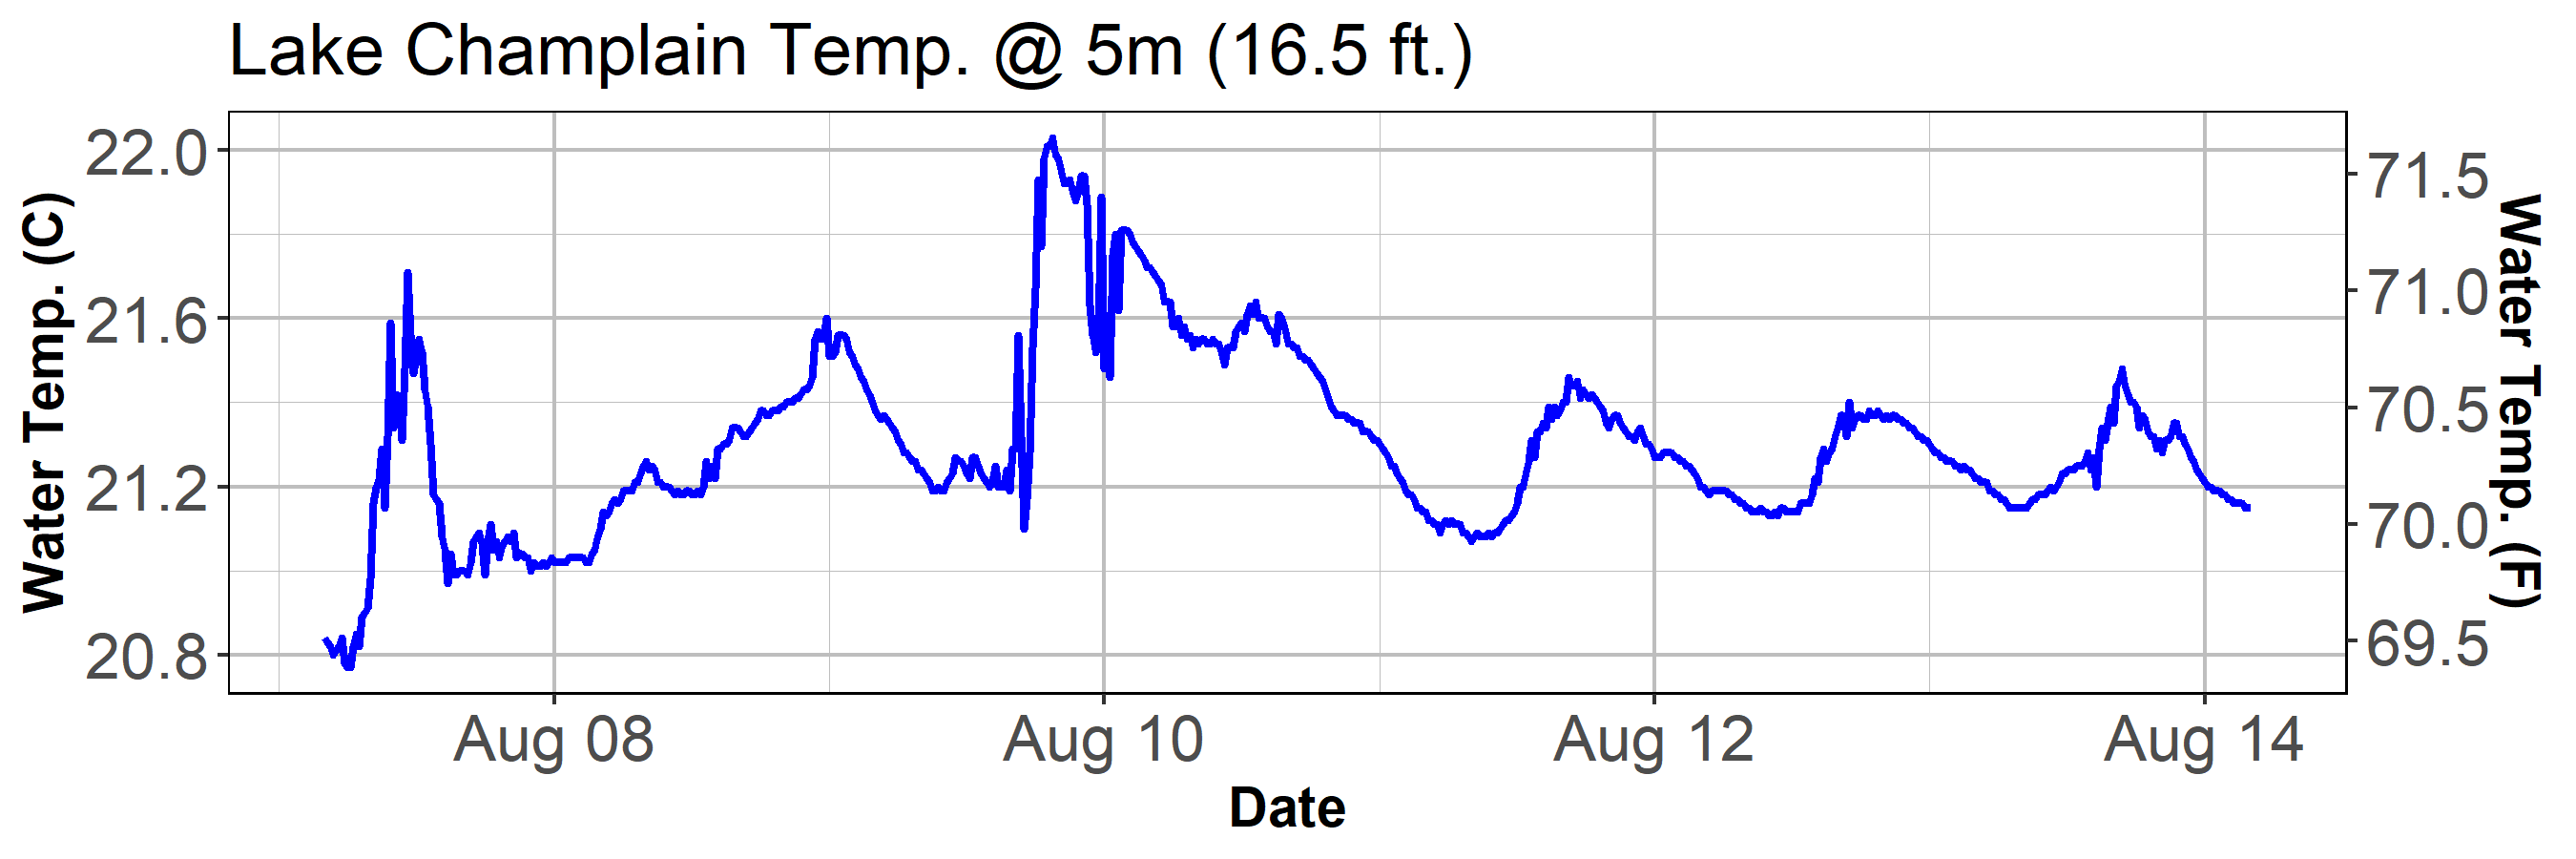 Lake Champlain Temp. @ 5m (16.5 ft.)
Water Temp. (C)
22.0
21.6
21.2
20.8
71.5
71.0
70.5
70.0
69.5
Water Temp. (F)
Aug 08 Aug 10 Aug 12 Aug 14
Date